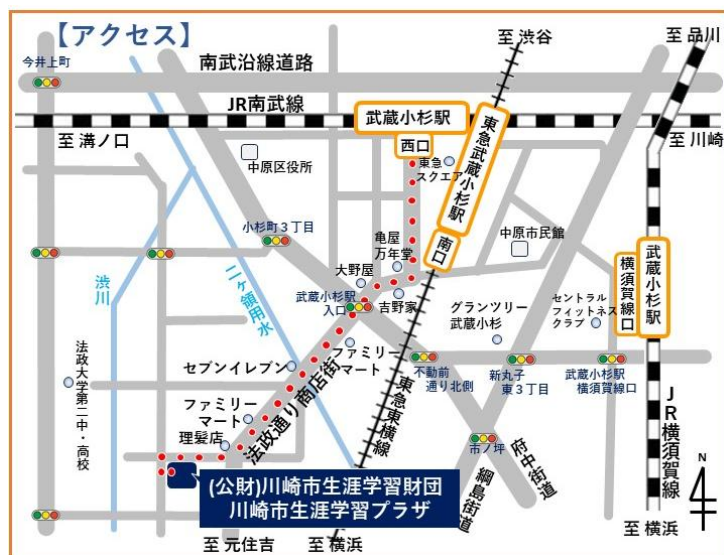 【アクセス】
今井上町
南武沿線道路
至 渋谷
至 品川
JR南武線
武蔵小杉駅
西口
東急武蔵小杉駅
南口
至 溝ノ口
至 川崎
中原区役所
東急
スクエア
小杉町3丁目
亀屋
万年堂
中原市民館
大野屋
武蔵小杉駅
入口
吉野家
グランツリー
武蔵小杉
セントラル
フィットネス
クラブ
横須賀線口
武蔵小杉駅
渋川
二ヶ領用水
セブンイレブン
ファミリー
マート
不動前
通り北側
新丸子
東3丁目
武蔵小杉駅
横須賀線口
法政大学第二中・高校
法政通り商店街
東急東横線
JR横須賀線
ファミリー
マート
理髪店
市ノ坪
府中街道
綱島街道
N
(公財)川崎市生涯学習財団
川崎市生涯学習プラザ
至 元住吉
至 横浜
至 横浜